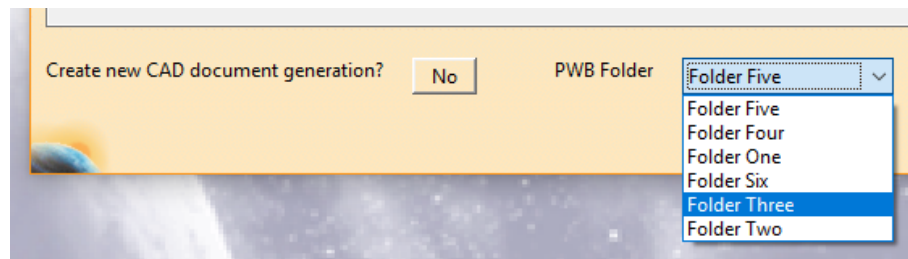 Create new CAD document generation?
No
PWB Folder
Folder Five
Folder Five
Folder Four
Folder One
Folder Six
Folder Three
Folder Two